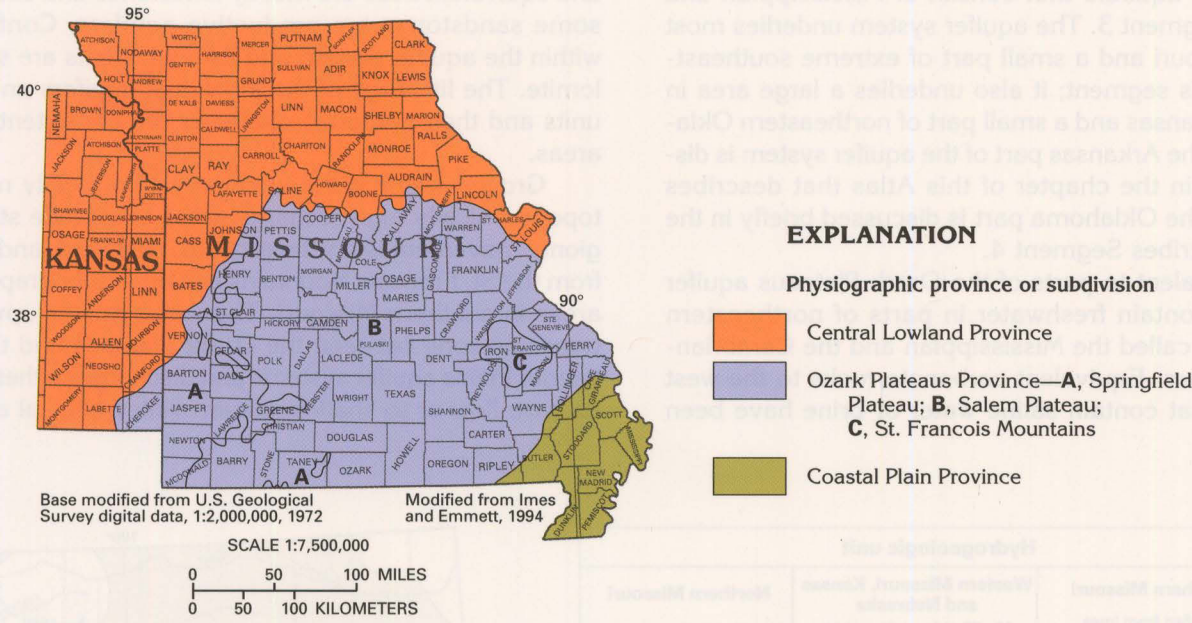 95°
ATCHISON
NODAWAY
WORTH
HARRISON
MERCER
PUTNAM
SCHUYLER
SCOTLAND
CLARK
GENTRY
SULLIVAN
ADIR
KNOX
LEWIS
HOLT
ANDREW
GRUNDY
40°
NEMAHA
BROWN
DONIPHAN
DE KALB
DAVIESS
LIVINGSTON
LINN
MACON
SHELBY
MARION
BUCHANAN
CLINTON
CALDWELL
RALLS
JACKSON
ATCHISON
PLATTE
CHARITON
RANDOLPH
MONROE
JEFFERSON
LEAVENWORTH
CLAY
RAY
CARROLL
PIKE
WYANDOTTE
AUDRAIN
LAFAYETTE
SALINE
HOWARD
BOONE
LINCOLN
SHAWNEE
DOUGLAS
JOHNSON
JACKSON
JOHNSON
PETTIS
COOPER
CALLAWAY
MONTGOMERY
WARREN
ST CHARLES
ST LOUIS
OSAGE
FRANKLIN
MIAMI
CASS
MISSOURI
KANSAS
HENRY
BENTON
MORGAN
MONITEAU
COLE
OSAGE
GASCONADE
FRANKLIN
JEFFERSON
COFFEY
ANDERSON
LINN
BATES
MILLER
MARIES
90°
38°
ST CLAIR
HICKORY
CAMDEN
B
PULASKI
PHELPS
CRAWFORD
WASHINGTON
STE GENEVIEVE
WOODSON
ALLEN
BOURBON
VERNON
CEDAR
POLK
DALLAS
LACLEDE
DENT
IRON
ST FRANCOIS
PERRY
C
WILSON
NEOSHO
CRAWFORD
BARTON
DADE
REYNOLDS
MADISON
BOLLINGER
CAPE GIRARDEAU
A
WEBSTER
WRIGHT
TEXAS
MONTGOMERY
LABETTE
CHEROKEE
JASPER
LAWRENCE
GREENE
SHANNON
WAYNE
SCOTT
CHRISTIAN
NEWTON
DOUGLAS
CARTER
STODDARD
MISSISSIPPI
MCDONALD
BARRY
STONE
TANEY
OZARK
HOWELL
OREGON
RIPLEY
BUTLER
NEW MADRID
A
DUNKLIN
PEMISCOT
Base modified from U.S. Geological
Survey digital data, 1:2,000,000, 1972
Modified from Imes
and Emmett, 1994
SCALE 1:7,500,000
0 50 100 MILES
0 50 100 KILOMETERS
EXPLANATION
Physiographic province or subdivision
Central Lowland Province
Ozark Plateaus Province—A, Springfield
Plateau; B, Salem Plateau;
C, St. Francois Mountains
Coastal Plain Province